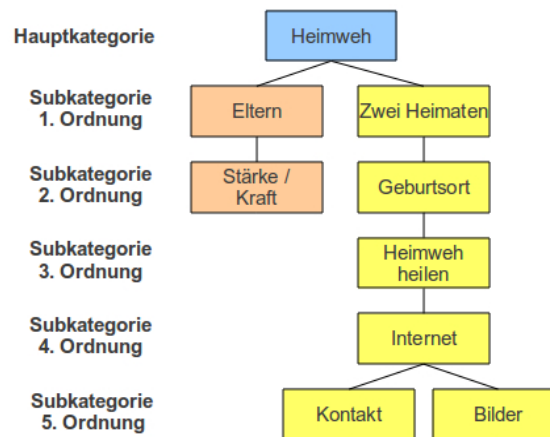 Hauptkategorie
Heimweh
Subkategorie
1. Ordnung
Eltern
Zwei Heimaten
Subkategorie
2. Ordnung
Stärke /
Kraft
Geburtsort
Subkategorie
3. Ordnung
Heimweh
heilen
Subkategorie
4. Ordnung
Internet
Subkategorie
5. Ordnung
Kontakt
Bilder